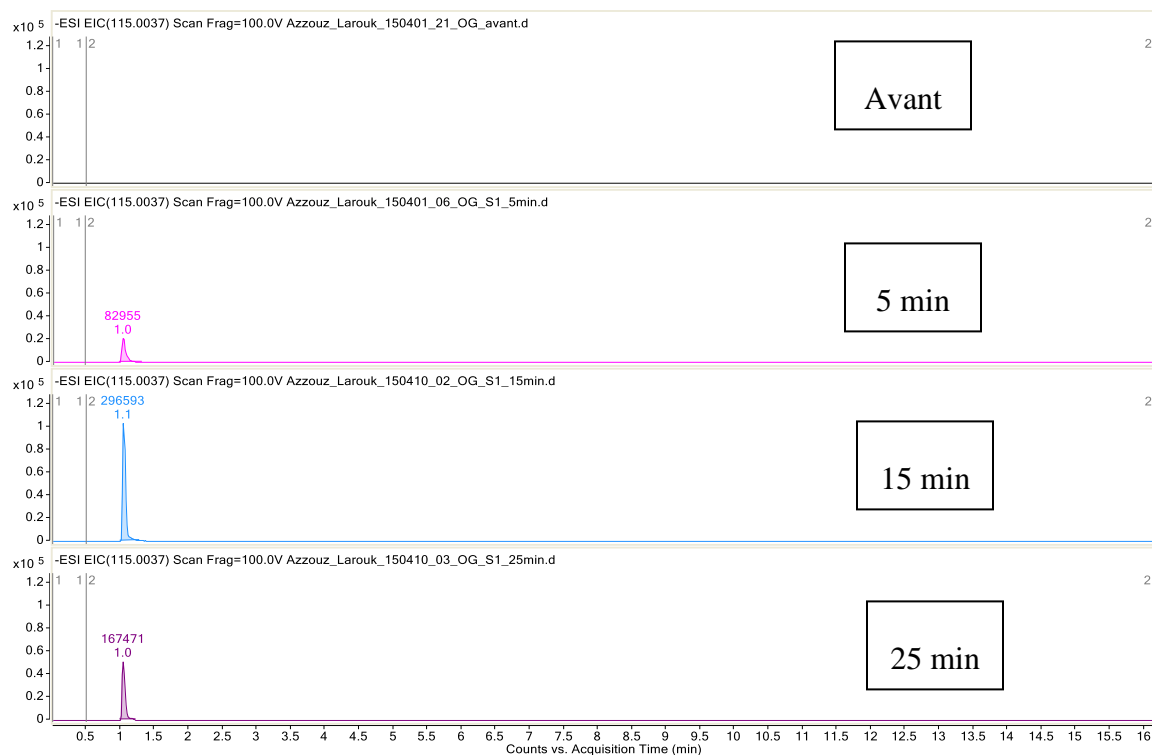 x10 5 -ESI EIC(115.0037) Scan Frag=100.0V Azzouz_Larouk_150401_21_OG_avant.d
1 1 2 2
1.2
1
0.8
0.6
0.4
0.2
0
Avant
x10 5 -ESI EIC(115.0037) Scan Frag=100.0V Azzouz_Larouk_150401_06_OG_S1_5min.d
1 1 2 2
1.2
1
0.8
0.6
0.4
0.2
0
82955
1.0
5 min
x10 5 -ESI EIC(115.0037) Scan Frag=100.0V Azzouz_Larouk_150410_02_OG_S1_15min.d
1 1 2 2
1.2
1
0.8
0.6
0.4
0.2
0
296593
1.1
15 min
x10 5 -ESI EIC(115.0037) Scan Frag=100.0V Azzouz_Larouk_150410_03_OG_S1_25min.d
1 1 2 2
1.2
1
0.8
0.6
0.4
0.2
0
167471
1.0
25 min
0.5 1 1.5 2 2.5 3 3.5 4 4.5 5 5.5 6 6.5 7 7.5 8 8.5 9 9.5 10 10.5 11 11.5 12 12.5 13 13.5 14 14.5 15 15.5 16
Counts vs. Acquisition Time (min)